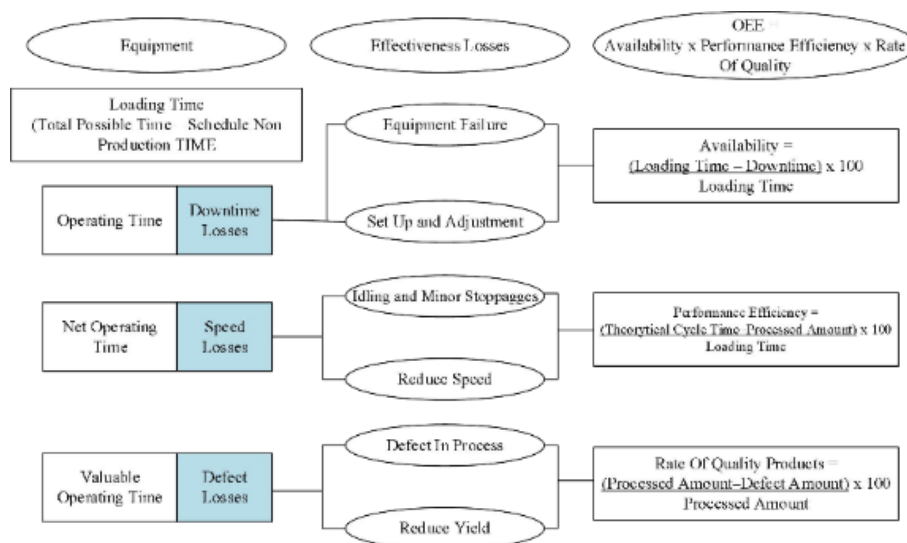 Equipment
Effectiveness Losses
OEE =
Availability x Performance Efficiency x Rate
Of Quality
Loading Time
(Total Possible Time – Schedule Non
Production TIME
Equipment Failure
Availability =
(Loading Time – Downtime) x 100
Loading Time
Operating Time
Downtime
Losses
Set Up and Adjustment
Net Operating
Time
Speed
Losses
Idling and Minor Stoppagges
Reduce Speed
Performance Efficiency =
(Theorytical Cycle Time–Processed Amount) x 100
Loading Time
Valuable
Operating Time
Defect
Losses
Defect In Process
Reduce Yield
Rate Of Quality Products =
(Processed Amount–Defect Amount) x 100
Processed Amount